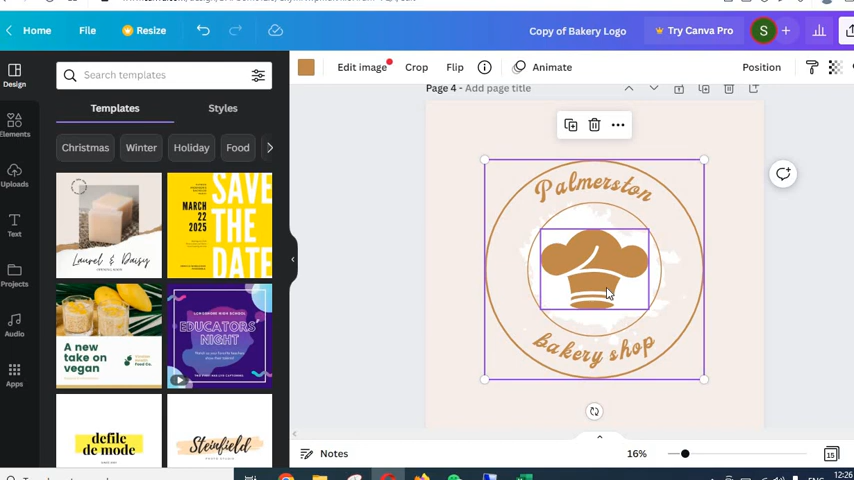 Home
File
Resize
Copy of Bakery Logo
Try Canva Pro
S
Design
Elements
Uploads
Text
Projects
Audio
Apps
Search templates
Templates
Styles
Christmas
Winter
Holiday
Food
Laurel & Daisy
MARCH
22
2025
SAVE
THE
DATE
A new
take on
vegan
EDUCATORS'
NIGHT
defile
de mode
Steinfield
Edit image
Crop
Flip
Animate
Position
Page 4 - Add page title
Palmerston
bakery shop
Notes
16%
15
12:26